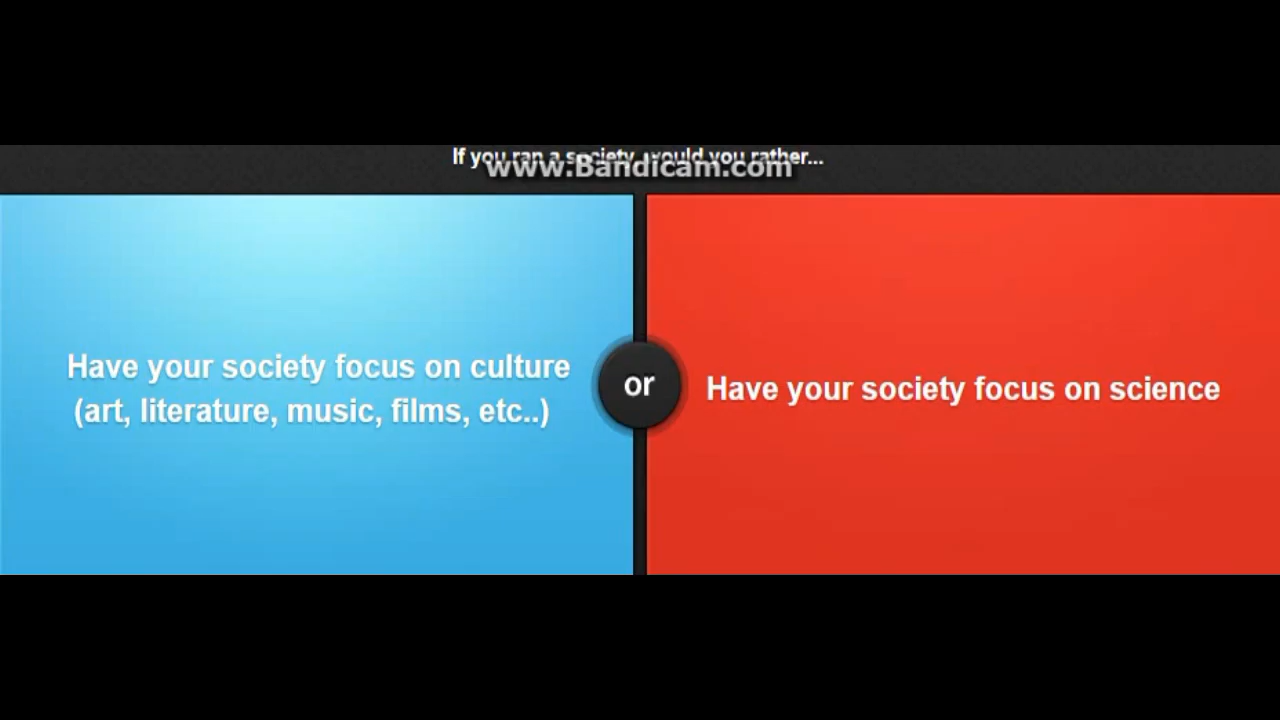 If you ran a society, would you rather...
www.Bandicam.com
Have your society focus on culture
(art, literature, music, films, etc..)
or
Have your society focus on science